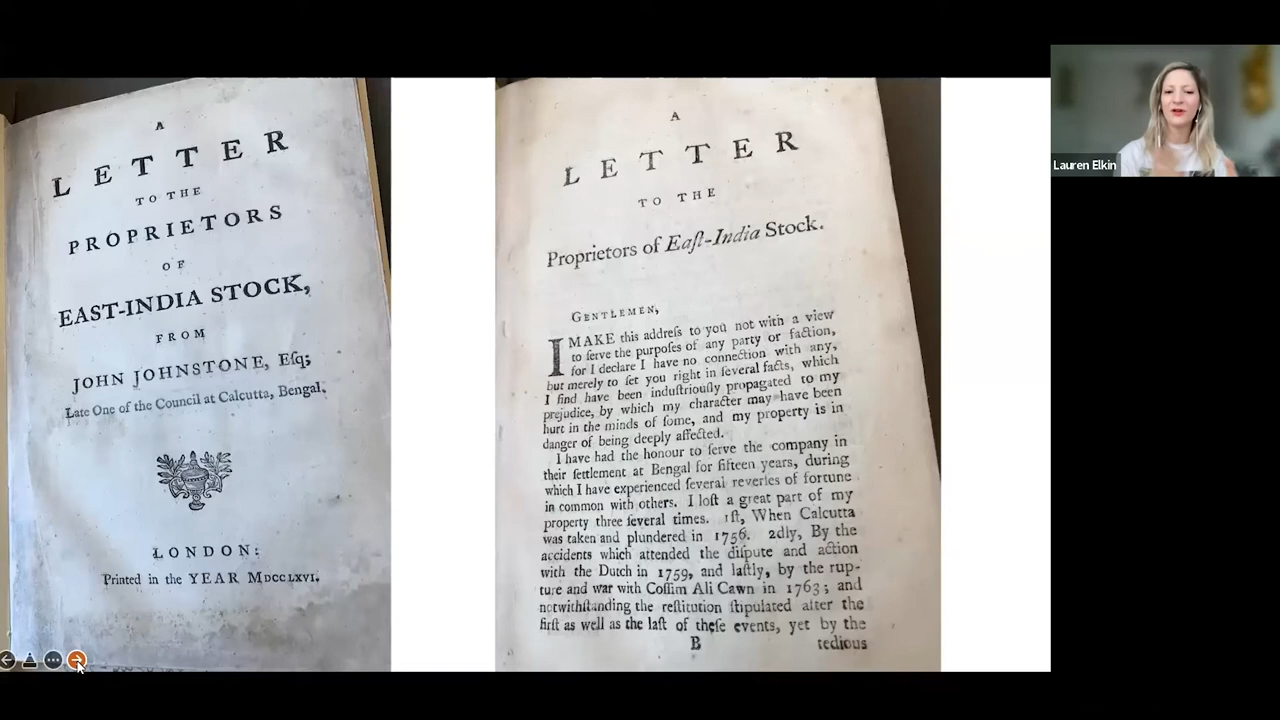 A
LETTER
TO THE
PROPRIETORS
OF
EAST-INDIA STOCK,
FROM
JOHN JOHNSTONE, Eſq;
Late One of the Council at Calcutta, Bengal.
LONDON:
Printed in the YEAR MDCCLXVI.
A
LETTER
TO THE
Proprietors of Eaſt-India Stock.
GENTLEMEN,
I MAKE this addreſs to you not with a view
to ſerve the purpoſes of any party or faction,
for I declare I have no connection with any,
but merely to ſet you right in ſeveral facts, which
I find have been induſtriouſly propagated to my
prejudice, by which my character may have been
hurt in the minds of ſome, and my property is in
danger of being deeply affected.
I have had the honour to ſerve the company in
their ſettlement at Bengal for fifteen years, during
which I have experienced ſeveral reverſes of fortune
in common with others. I loſt a great part of my
property three ſeveral times. 1ſt, When Calcutta
was taken and plundered in 1756. 2dly, By the
accidents which attended the diſpute and action
with the Dutch in 1759, and laſtly, by the rup-
ture and war with Coſſim Ali Cawn in 1763; and
notwithſtanding the reſtitution ſtipulated after the
firſt as well as the laſt of theſe events, yet by the
B
tedious
Lauren Elkin